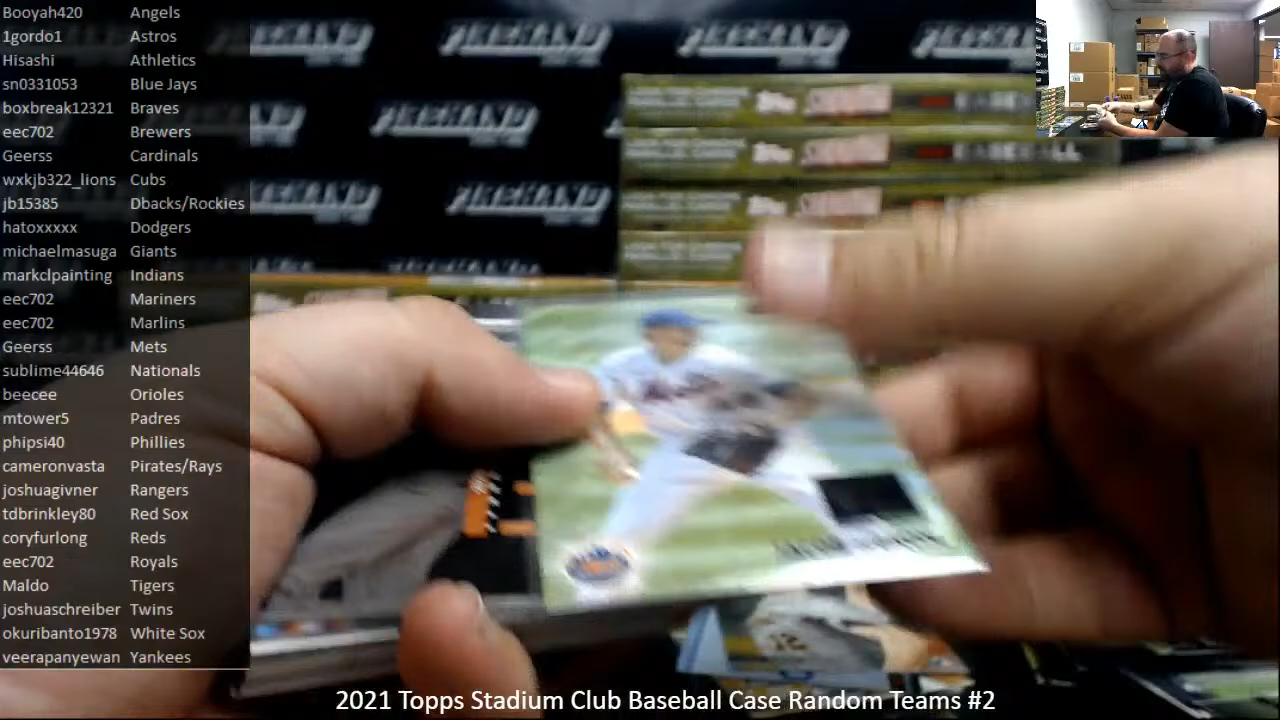 Booyah420 Angels
1gordo1 Astros
Hisashi Athletics
sn0331053 Blue Jays
boxbreak12321 Braves
eec702 Brewers
Geerss Cardinals
wxkjb322_lions Cubs
jb15385 Dbacks/Rockies
hatoxxxxx Dodgers
michaelmasuga Giants
markclpainting Indians
eec702 Mariners
eec702 Marlins
Geerss Mets
sublime44646 Nationals
beecee Orioles
mtower5 Padres
phipsi40 Phillies
cameronvasta Pirates/Rays
joshuagivner Rangers
tdbrinkley80 Red Sox
coryfurlong Reds
eec702 Royals
Maldo Tigers
joshuaschreiber Twins
okuribanto1978 White Sox
veerapanyewan Yankees
2021 Topps Stadium Club Baseball Case Random Teams #2